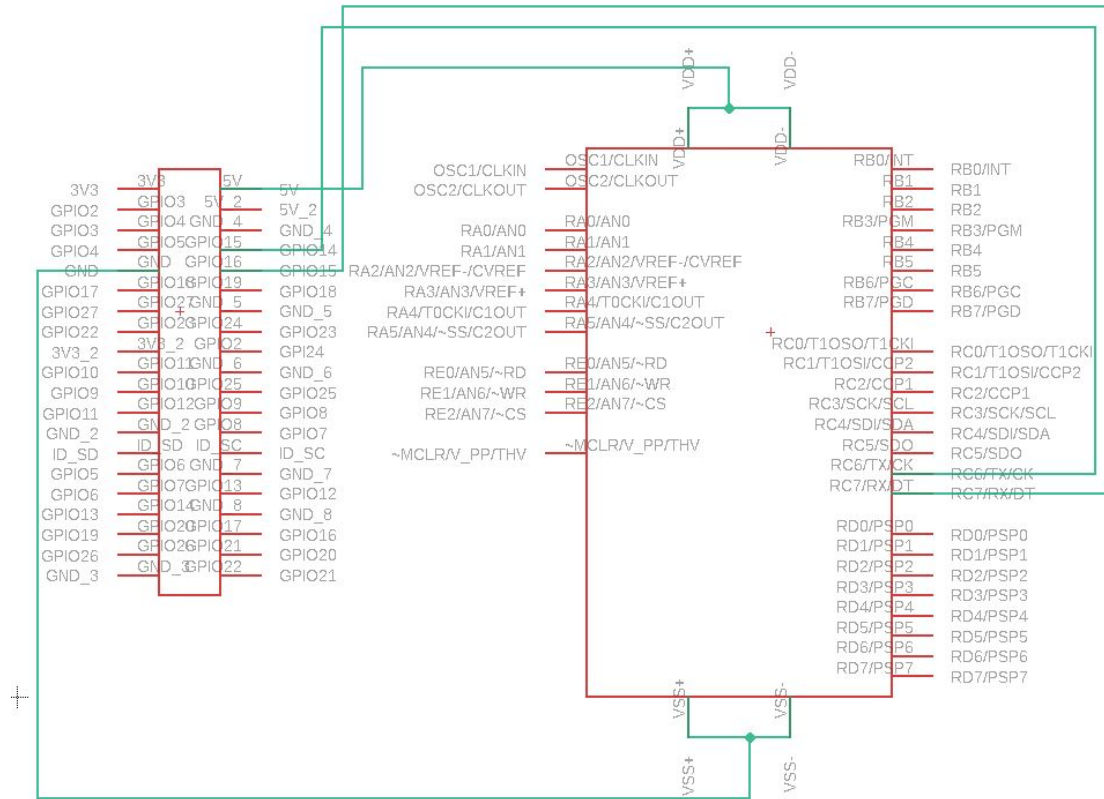 VDD+
VDD-
VDD+
VDD-
3V3
GPIO2
GPIO3
GPIO4
GND
GPIO17
GPIO27
GPIO22
3V3_2
GPIO10
GPIO9
GPIO11
GND_2
ID_SD
GPIO5
GPIO6
GPIO13
GPIO19
GPIO26
GND_3
3V3 5V
GPIO3 5V_2
GPIO4 GND_4
GPIO5 GPIO15
GND GPIO16
GPIO18 GPIO19
GPIO27 GND_5
GPIO23 GPIO24
3V3_2 GPIO2
GPIO11 GND_6
GPIO10 GPIO25
GPIO12 GPIO9
GND_2 GPIO8
ID_SD ID_SC
GPIO6 GND_7
GPIO7 GPIO13
GPIO14 GND_8
GPIO20 GPIO17
GPIO26 GPIO21
GND_3 GPIO22
5V
5V_2
GND_4
GPIO14
GPIO15
GPIO18
GND_5
GPIO23
GPI24
GND_6
GPIO25
GPIO8
GPIO7
ID_SC
GND_7
GPIO12
GND_8
GPIO16
GPIO20
GPIO21
OSC1/CLKIN
OSC2/CLKOUT
RA0/AN0
RA1/AN1
RA2/AN2/VREF-/CVREF
RA3/AN3/VREF+
RA4/T0CKI/C1OUT
RA5/AN4/~SS/C2OUT
RE0/AN5/~RD
RE1/AN6/~WR
RE2/AN7/~CS
~MCLR/V_PP/THV
OSC1/CLKIN
OSC2/CLKOUT
RA0/AN0
RA1/AN1
RA2/AN2/VREF-/CVREF
RA3/AN3/VREF+
RA4/T0CKI/C1OUT
RA5/AN4/~SS/C2OUT
RE0/AN5/~RD
RE1/AN6/~WR
RE2/AN7/~CS
~MCLR/V_PP/THV
RB0/INT
RB1
RB2
RB3/PGM
RB4
RB5
RB6/PGC
RB7/PGD
RC0/T1OSO/T1CKI
RC1/T1OSI/CCP2
RC2/CCP1
RC3/SCK/SCL
RC4/SDI/SDA
RC5/SDO
RC6/TX/CK
RC7/RX/DT
RD0/PSP0
RD1/PSP1
RD2/PSP2
RD3/PSP3
RD4/PSP4
RD5/PSP5
RD6/PSP6
RD7/PSP7
RB0/INT
RB1
RB2
RB3/PGM
RB4
RB5
RB6/PGC
RB7/PGD
RC0/T1OSO/T1CKI
RC1/T1OSI/CCP2
RC2/CCP1
RC3/SCK/SCL
RC4/SDI/SDA
RC5/SDO
RC6/TX/CK
RC7/RX/DT
RD0/PSP0
RD1/PSP1
RD2/PSP2
RD3/PSP3
RD4/PSP4
RD5/PSP5
RD6/PSP6
RD7/PSP7
VSS+
VSS-
VSS+
VSS-